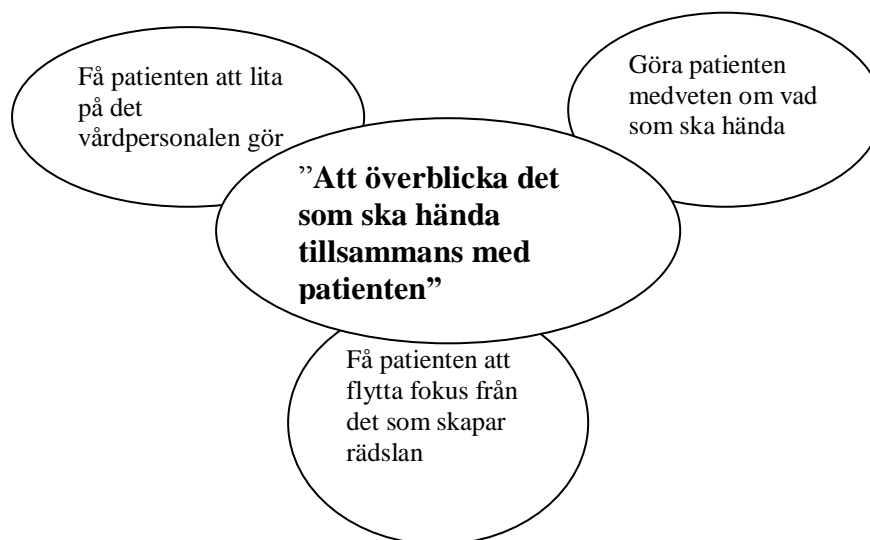 Få patienten att lita
på det
vårdpersonalen gör
Göra patienten
medveten om vad
som ska hända
”Att överblicka det
som ska hända
tillsammans med
patienten”
Få patienten att
flytta fokus från
det som skapar
rädslan